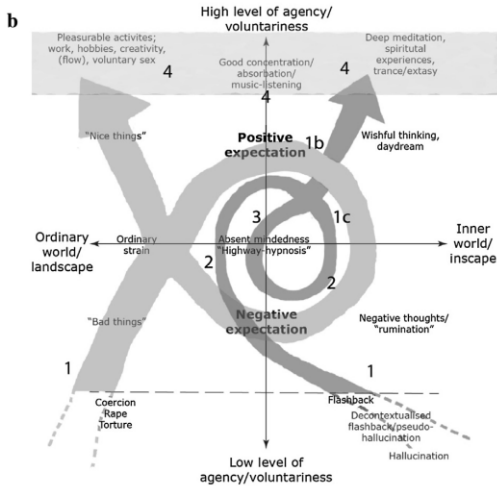 b
High level of agency/
voluntariness
Pleasurable activites;
work, hobbies, creativity,
(flow), voluntary sex
4
Good concentration/
absorbation/
music-listening
4
4
Deep meditation,
spirtutal
experiences,
trance/extasy
"Nice things"
Positive
expectation
1b
Wishful thinking,
daydream
3
1c
Ordinary
world/
landscape
Ordinary
strain
Absent mindedness
"Highway-hypnosis"
Inner
world/
inscape
2
2
"Bad things"
Negative
expectation
Negative thoughts/
"rumination"
1
1
Coercion
Rape
Torture
Flashback
Decontextualised
flashback/pseudo-
hallucination
Hallucination
Low level of
agency/voluntariness